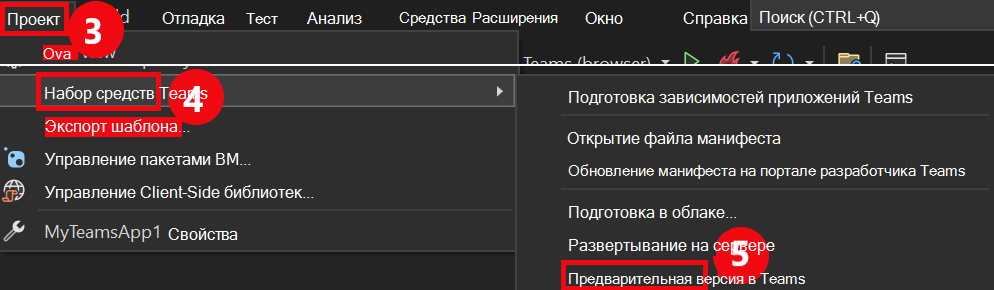 Проект Отладка Тест Анализ Средства Расширения Окно Справка Поиск (CTRL+Q)
3
Ova
Teams (browser)
Набор средств Teams
4
Экспорт шаблона...
Управление пакетами ВМ...
Управление Client-Side библиотек...
MyTeamsApp1 Свойства
Подготовка зависимостей приложений Teams
Открытие файла манифеста
Обновление манифеста на портале разработчика Teams
Подготовка в облаке...
Развертывание на сервере
5
Предварительная версия в Teams